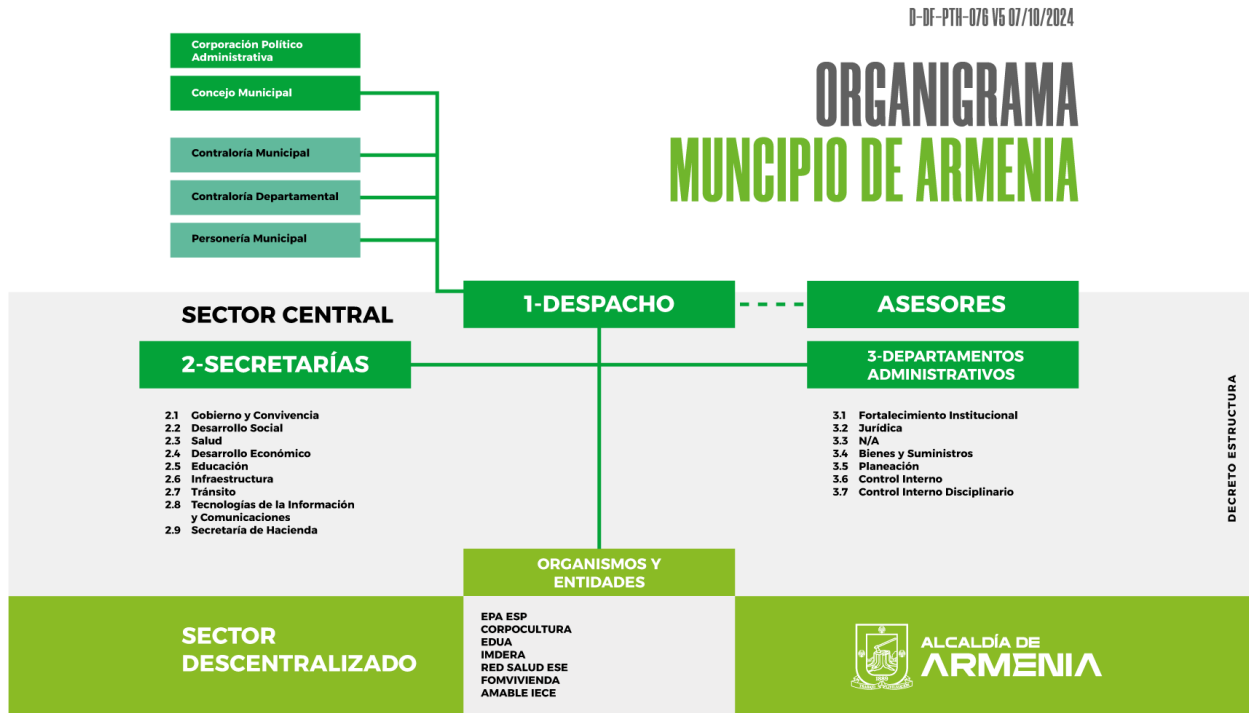 D-DF-PTH-076 V5 07/10/2024
ORGANIGRAMA
MUNCIPIO DE ARMENIA
Corporación Político
Administrativa
Concejo Municipal
Contraloría Municipal
Contraloría Departamental
Personería Municipal
SECTOR CENTRAL
1-DESPACHO
ASESORES
2-SECRETARÍAS
3-DEPARTAMENTOS
ADMINISTRATIVOS
2.1 Gobierno y Convivencia
2.2 Desarrollo Social
2.3 Salud
2.4 Desarrollo Económico
2.5 Educación
2.6 Infraestructura
2.7 Tránsito
2.8 Tecnologías de la Información
y Comunicaciones
2.9 Secretaría de Hacienda
3.1 Fortalecimiento Institucional
3.2 Jurídica
3.3 N/A
3.4 Bienes y Suministros
3.5 Planeación
3.6 Control Interno
3.7 Control Interno Disciplinario
DECRETO ESTRUCTURA
ORGANISMOS Y
ENTIDADES
SECTOR
DESCENTRALIZADO
EPA ESP
CORPOCULTURA
EDUA
IMDERA
RED SALUD ESE
FOMVIVIENDA
AMABLE IECE
1889
ALCALDÍA DE
ARMENIA